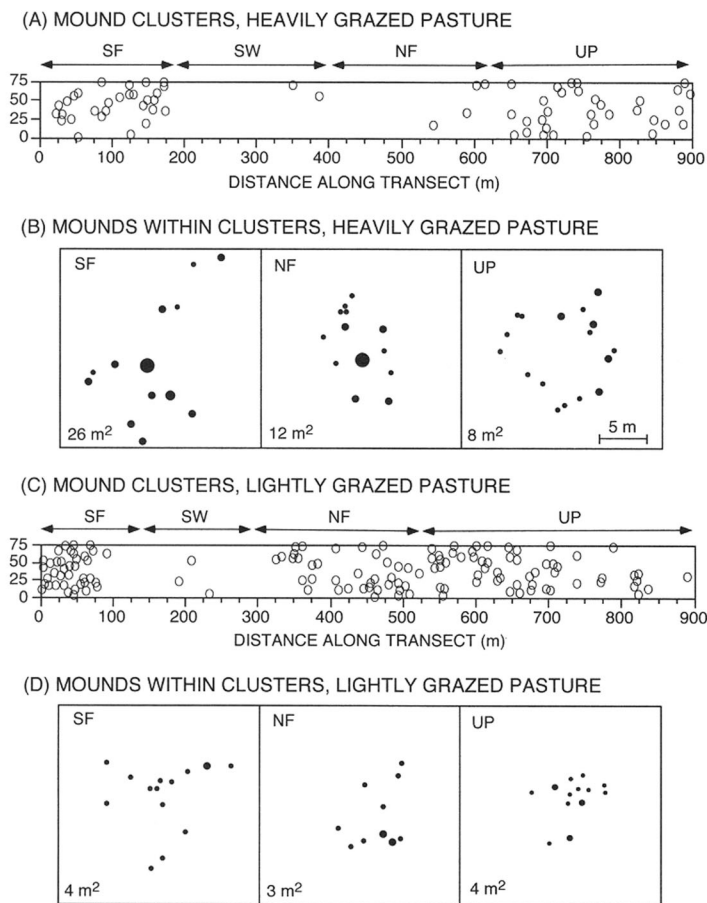 (A) MOUND CLUSTERS, HEAVILY GRAZED PASTURE
SF SW NF UP
75
50
25
0
0 100 200 300 400 500 600 700 800 900
DISTANCE ALONG TRANSECT (m)
(B) MOUNDS WITHIN CLUSTERS, HEAVILY GRAZED PASTURE
SF NF UP
26 m² 12 m² 8 m² 5 m
(C) MOUND CLUSTERS, LIGHTLY GRAZED PASTURE
SF SW NF UP
75
50
25
0
0 100 200 300 400 500 600 700 800 900
DISTANCE ALONG TRANSECT (m)
(D) MOUNDS WITHIN CLUSTERS, LIGHTLY GRAZED PASTURE
SF NF UP
4 m² 3 m² 4 m²